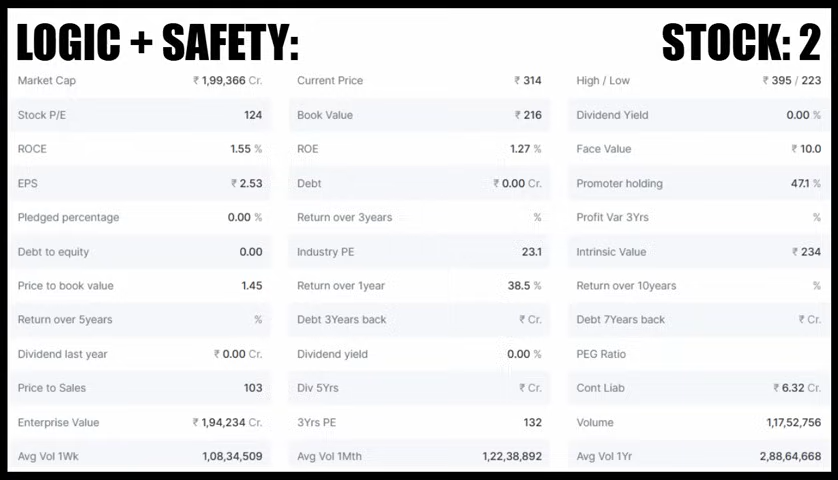 LOGIC + SAFETY: STOCK: 2
Market Cap ₹ 1,99,366 Cr. Current Price ₹ 314 High / Low ₹ 395 / 223
Stock P/E 124 Book Value ₹ 216 Dividend Yield 0.00 %
ROCE 1.55 % ROE 1.27 % Face Value ₹ 10.0
EPS ₹ 2.53 Debt ₹ 0.00 Cr. Promoter holding 47.1 %
Pledged percentage 0.00 % Return over 3years % Profit Var 3Yrs %
Debt to equity 0.00 Industry PE 23.1 Intrinsic Value ₹ 234
Price to book value 1.45 Return over 1year 38.5 % Return over 10years %
Return over 5years % Debt 3Years back ₹ Cr. Debt 7Years back ₹ Cr.
Dividend last year ₹ 0.00 Cr. Dividend yield 0.00 % PEG Ratio
Price to Sales 103 Div 5Yrs ₹ Cr. Cont Liab ₹ 6.32 Cr.
Enterprise Value ₹ 1,94,234 Cr. 3Yrs PE 132 Volume 1,17,52,756
Avg Vol 1Wk 1,08,34,509 Avg Vol 1Mth 1,22,38,892 Avg Vol 1Yr 2,88,64,668